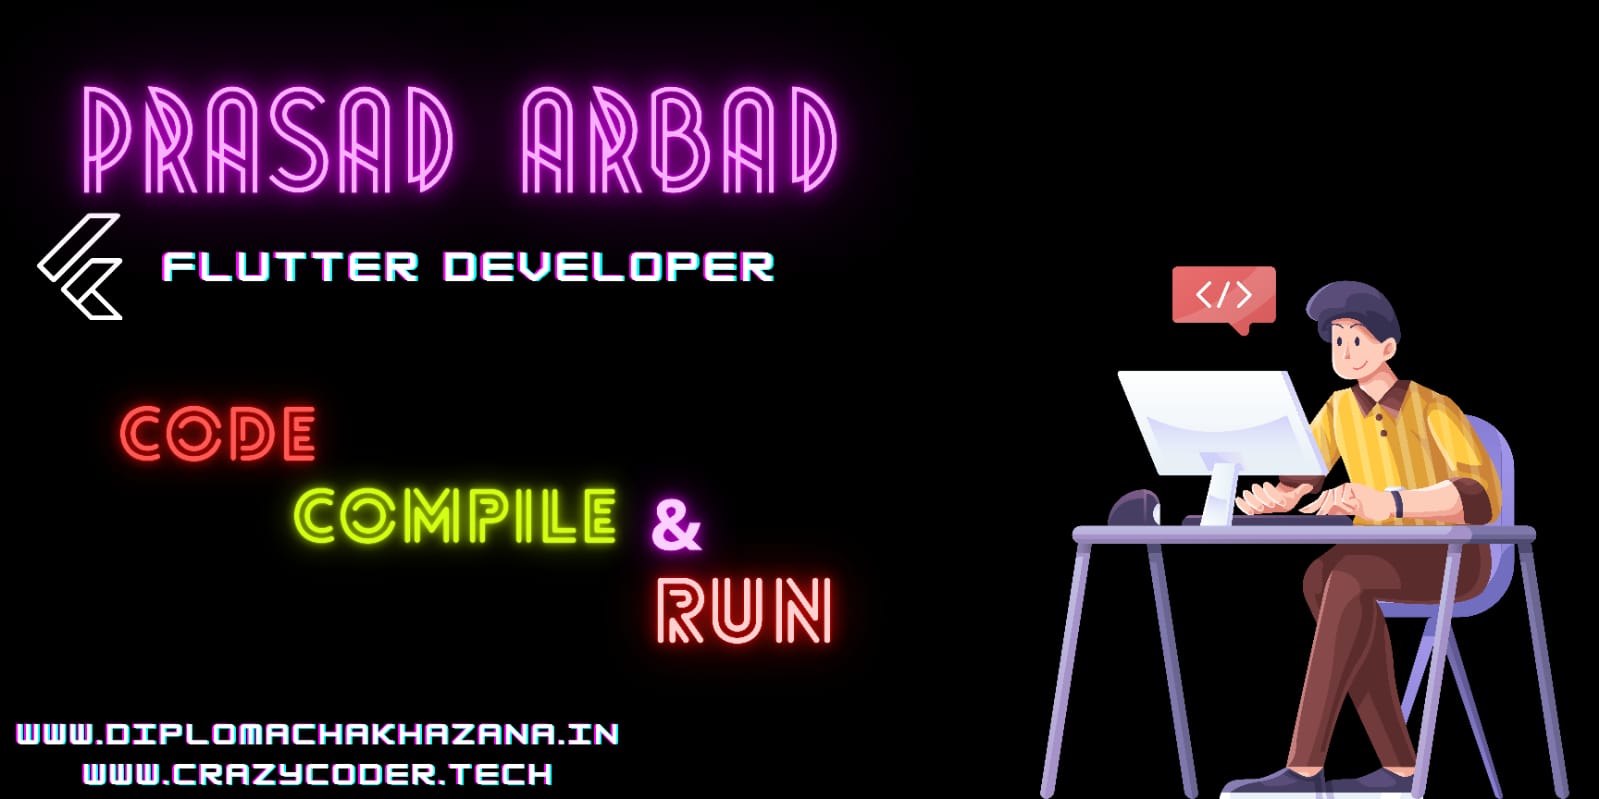 PRASAD ARBAD
FLUTTER DEVELOPER
</>
CODE
COMPILE &
RUN
WWW.DIPLOMACHAKHAZANA.IN
WWW.CRAZYCODER.TECH